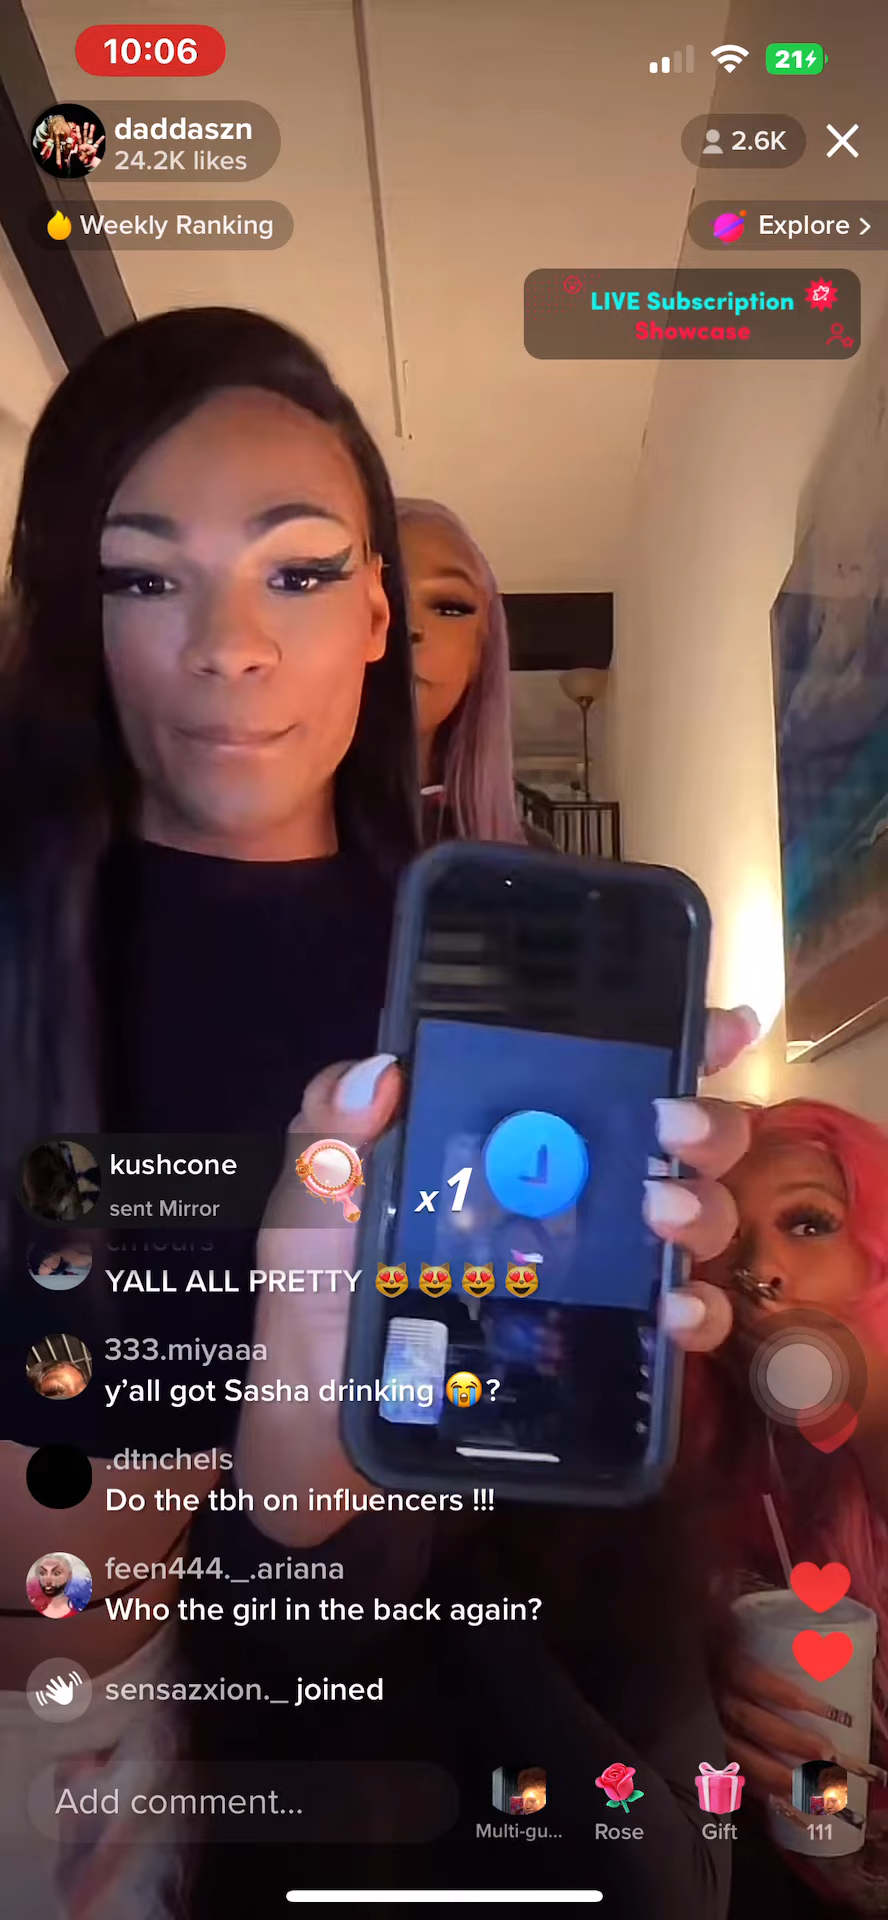 10:06
21
daddaszn
24.2K likes
2.6K
Weekly Ranking
Explore >
LIVE Subscription
Showcase
kushcone
sent Mirror
x1
YALL ALL PRETTY 😻 😻 😻 😻
333.miyaaa
y'all got Sasha drinking 😭?
.dtnchels
Do the tbh on influencers !!!
feen444._.ariana
Who the girl in the back again?
sensazxion._ joined
Add comment...
Multi-gu...
Rose
Gift
111